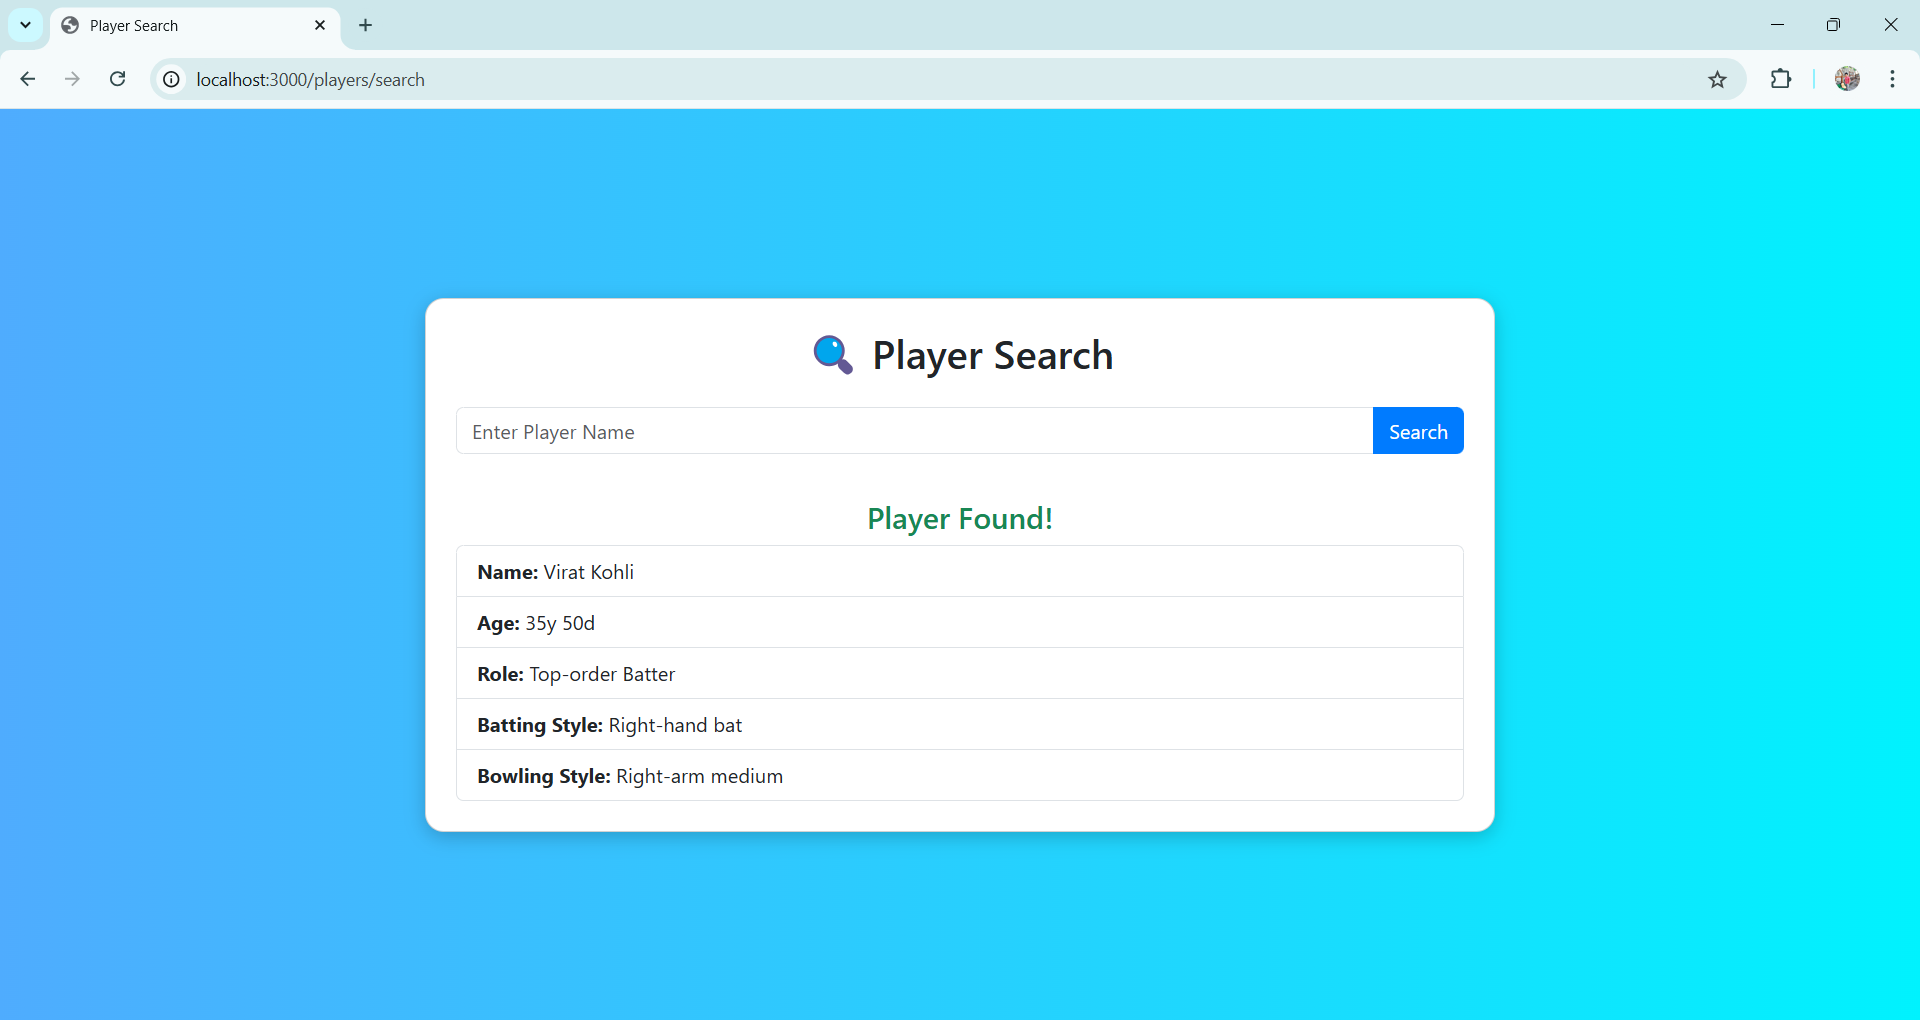 Player Search
localhost:3000/players/search
Player Search
Enter Player Name
Search
Player Found!
Name: Virat Kohli
Age: 35y 50d
Role: Top-order Batter
Batting Style: Right-hand bat
Bowling Style: Right-arm medium